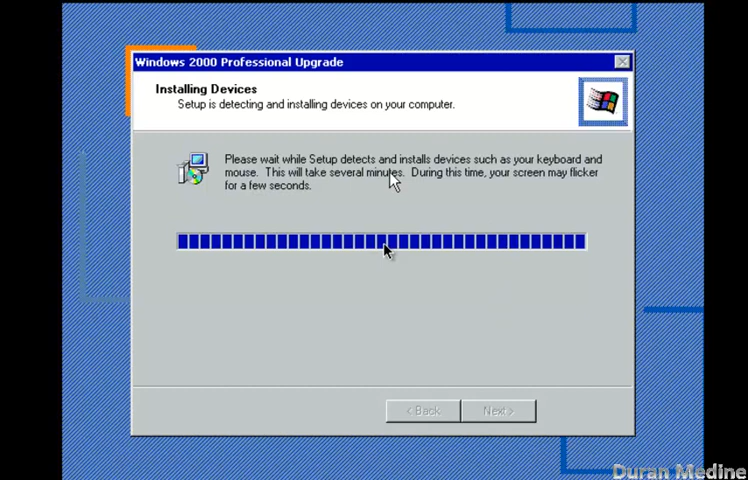 Windows 2000 Professional Upgrade
Installing Devices
Setup is detecting and installing devices on your computer.
Please wait while Setup detects and installs devices such as your keyboard and
mouse. This will take several minutes. During this time, your screen may flicker
for a few seconds.
< Back
Next >
Duran Medine